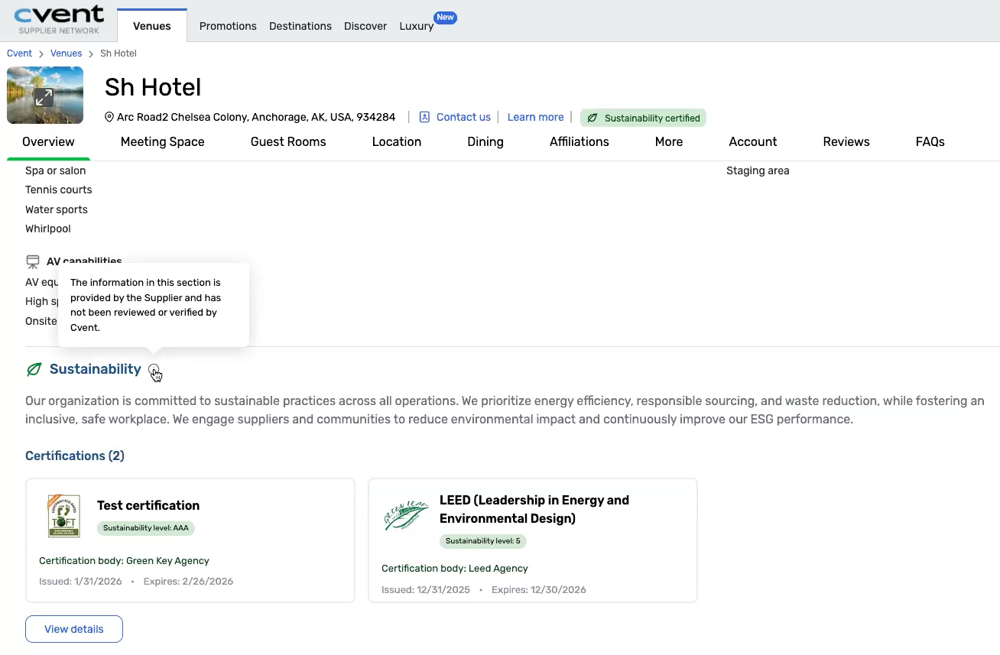 cvent
SUPPLIER NETWORK
Venues
Promotions
Destinations
Discover
Luxury
New
Cvent > Venues > Sh Hotel
Sh Hotel
Arc Road2 Chelsea Colony, Anchorage, AK, USA, 934284
Contact us
Learn more
Sustainability certified
Overview
Meeting Space
Guest Rooms
Location
Dining
Affiliations
More
Account
Reviews
FAQs
Spa or salon
Staging area
Tennis courts
Water sports
Whirlpool
AV capabilities
AV equ
High sp
Onsite
The information in this section is
provided by the Supplier and has
not been reviewed or verified by
Cvent.
Sustainability
Our organization is committed to sustainable practices across all operations. We prioritize energy efficiency, responsible sourcing, and waste reduction, while fostering an
inclusive, safe workplace. We engage suppliers and communities to reduce environmental impact and continuously improve our ESG performance.
Certifications (2)
TOFT
Test certification
Sustainability level: AAA
Certification body: Green Key Agency
Issued: 1/31/2026 • Expires: 2/26/2026
GREEN LEAF
LEED (Leadership in Energy and
Environmental Design)
Sustainability level: 5
Certification body: Leed Agency
Issued: 12/31/2025 • Expires: 12/30/2026
View details